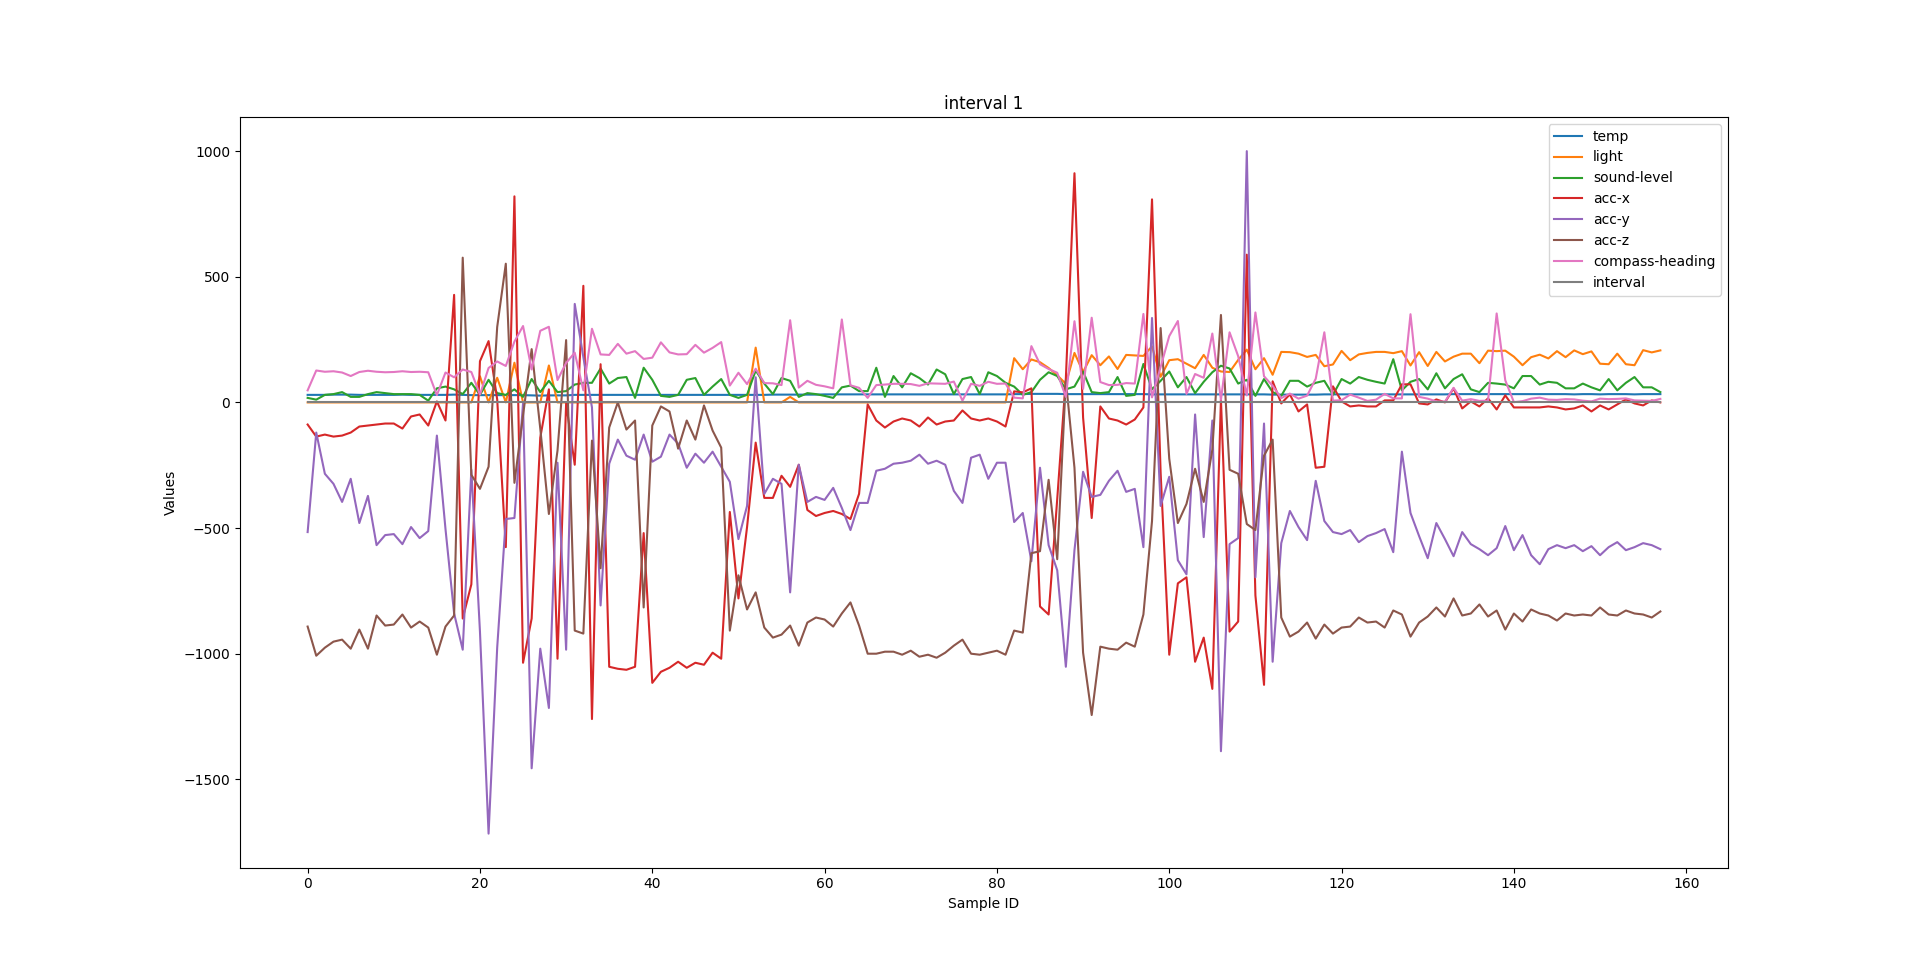 interval 1
temp
light
sound-level
acc-x
acc-y
acc-z
compass-heading
interval
1000
500
0
−500
−1000
−1500
Values
0 20 40 60 80 100 120 140 160
Sample ID